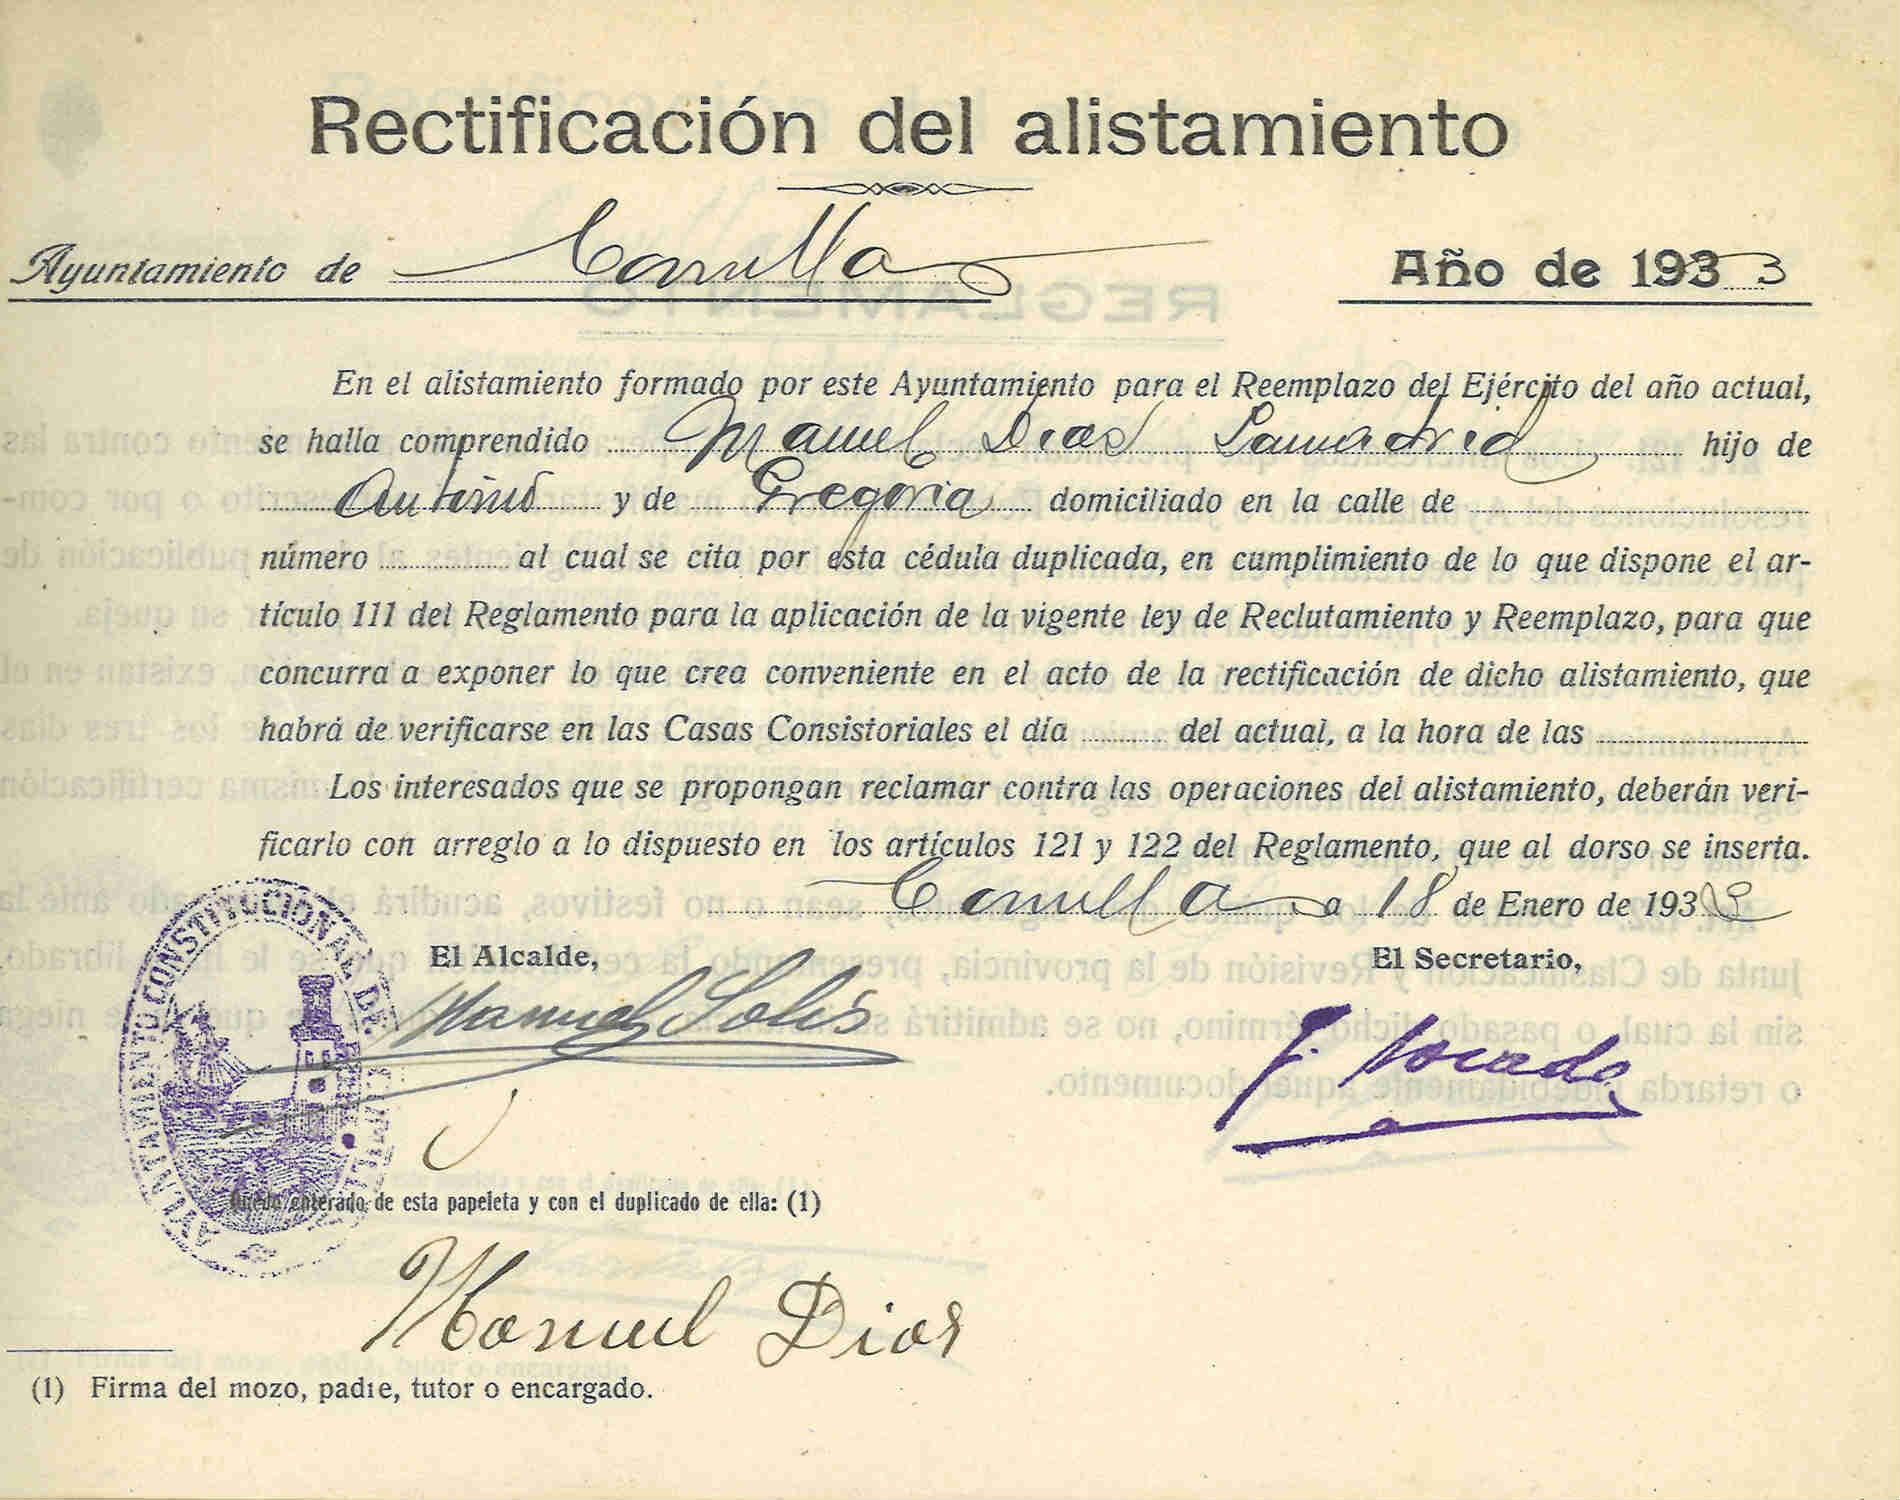 Rectificación del alistamiento
Ayuntamiento de Comillas Año de 1933
En el alistamiento formado por este Ayuntamiento para el Reemplazo del Ejército del año actual,
se halla comprendido Manuel Dias Samadrid hijo de
Antonio y de Gregoria domiciliado en la calle de
número al cual se cita por esta cédula duplicada, en cumplimiento de lo que dispone el ar-
tículo 111 del Reglamento para la aplicación de la vigente ley de Reclutamiento y Reemplazo, para que
concurra a exponer lo que crea conveniente en el acto de la rectificación de dicho alistamiento, que
habrá de verificarse en las Casas Consistoriales el día del actual, a la hora de las
Los interesados que se propongan reclamar contra las operaciones del alistamiento, deberán veri-
ficarlo con arreglo a lo dispuesto en los artículos 121 y 122 del Reglamento, que al dorso se inserta.
Comillas a 18 de Enero de 1933
El Alcalde, El Secretario,
Manuel Solis
AYUNTAMIENTO CONSTITUCIONAL DE
Quedo enterado de esta papeleta y con el duplicado de ella: (1)
Manuel Dias
(1) Firma del mozo, padre, tutor o encargado.